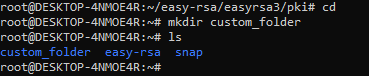 root@DESKTOP-4NMOE4R:~/easy-rsa/easyrsa3/pki# cd
root@DESKTOP-4NMOE4R:~# mkdir custom_folder
root@DESKTOP-4NMOE4R:~# ls
custom_folder  easy-rsa  snap
root@DESKTOP-4NMOE4R:~#